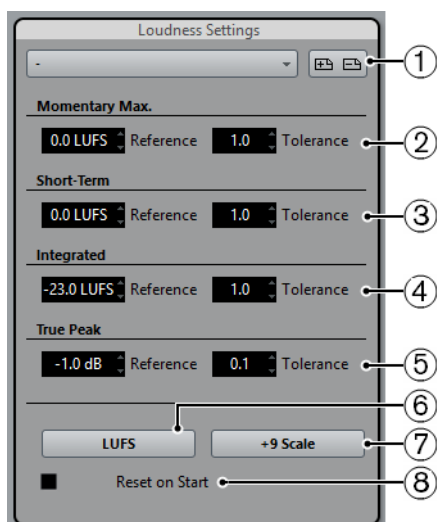 Loudness Settings
-
1
Momentary Max.
0.0 LUFS Reference 1.0 Tolerance 2
Short-Term
0.0 LUFS Reference 1.0 Tolerance 3
Integrated
-23.0 LUFS Reference 1.0 Tolerance 4
True Peak
-1.0 dB Reference 0.1 Tolerance 5
6
LUFS +9 Scale 7
Reset on Start 8